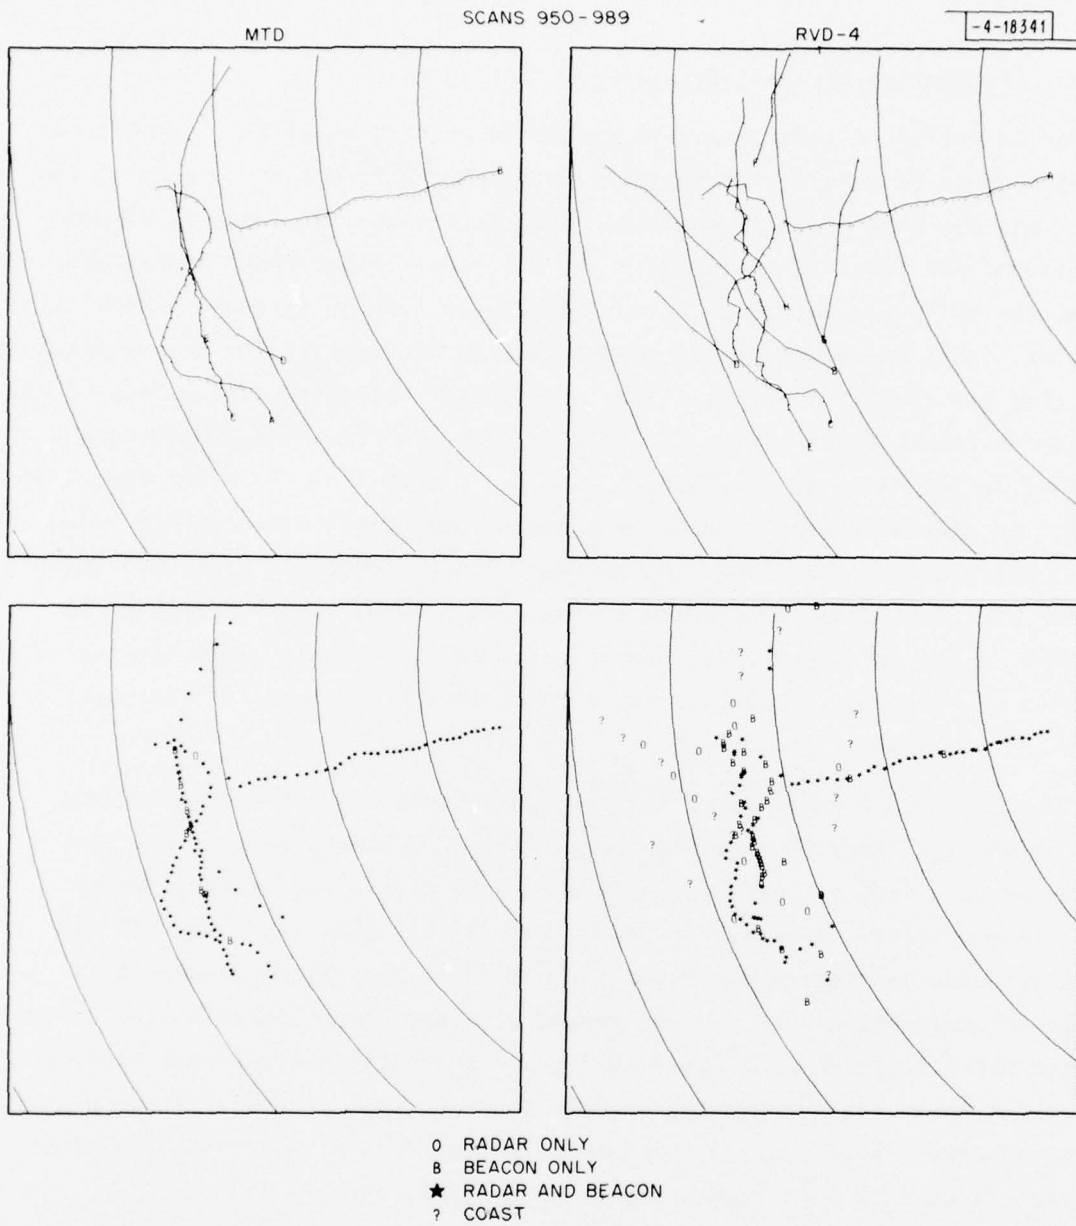 SCANS 950-989
-4-18341
MTD
RVD-4
0 RADAR ONLY
B BEACON ONLY
★ RADAR AND BEACON
? COAST